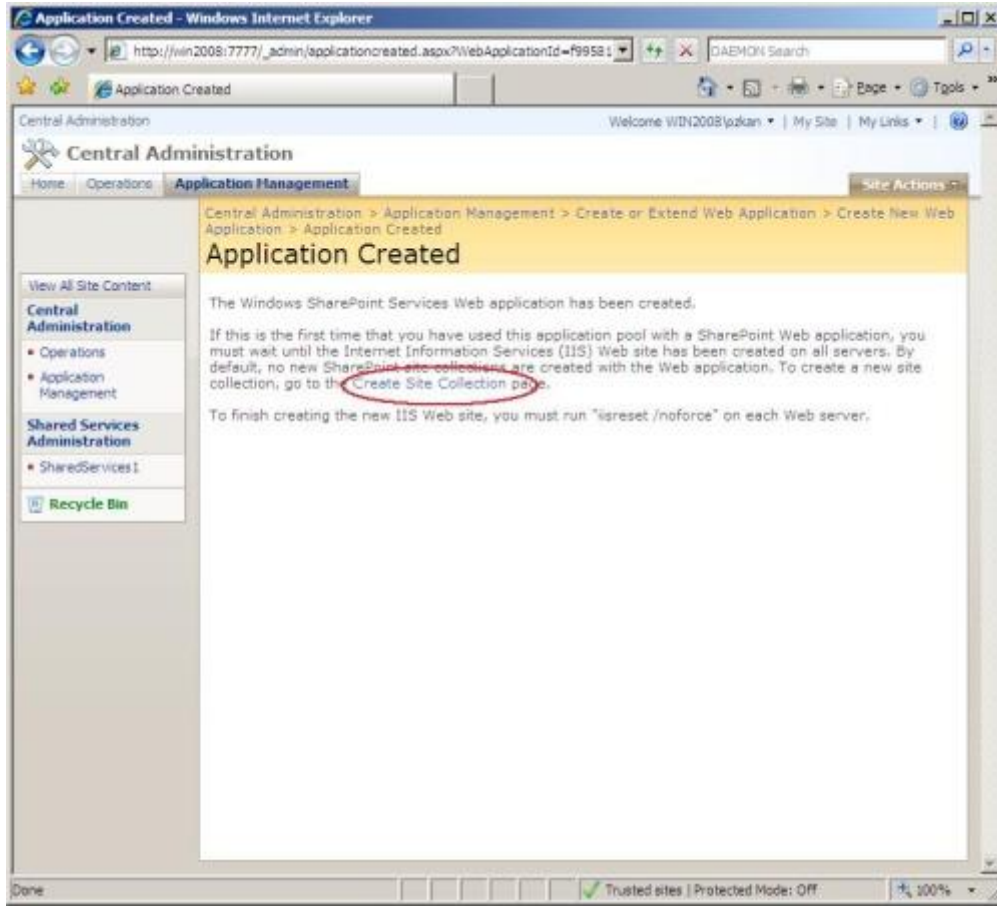 Application Created - Windows Internet Explorer
http://win2008:7777/_admin/applicationcreated.aspx?WebApplicationId=f99581
DAEMON Search
Application Created
Page
Tools
Central Administration
Welcome WIN2008\ozkan
My Site
My Links
Central Administration
Home
Operations
Application Management
Site Actions
Central Administration > Application Management > Create or Extend Web Application > Create New Web
Application > Application Created
Application Created
View All Site Content
Central
Administration
Operations
Application
Management
Shared Services
Administration
SharedServices1
Recycle Bin
The Windows SharePoint Services Web application has been created.
If this is the first time that you have used this application pool with a SharePoint Web application, you
must wait until the Internet Information Services (IIS) Web site has been created on all servers. By
default, no new SharePoint site collections are created with the Web application. To create a new site
collection, go to the Create Site Collection page.
To finish creating the new IIS Web site, you must run "iisreset /noforce" on each Web server.
Done
Trusted sites | Protected Mode: Off
100%